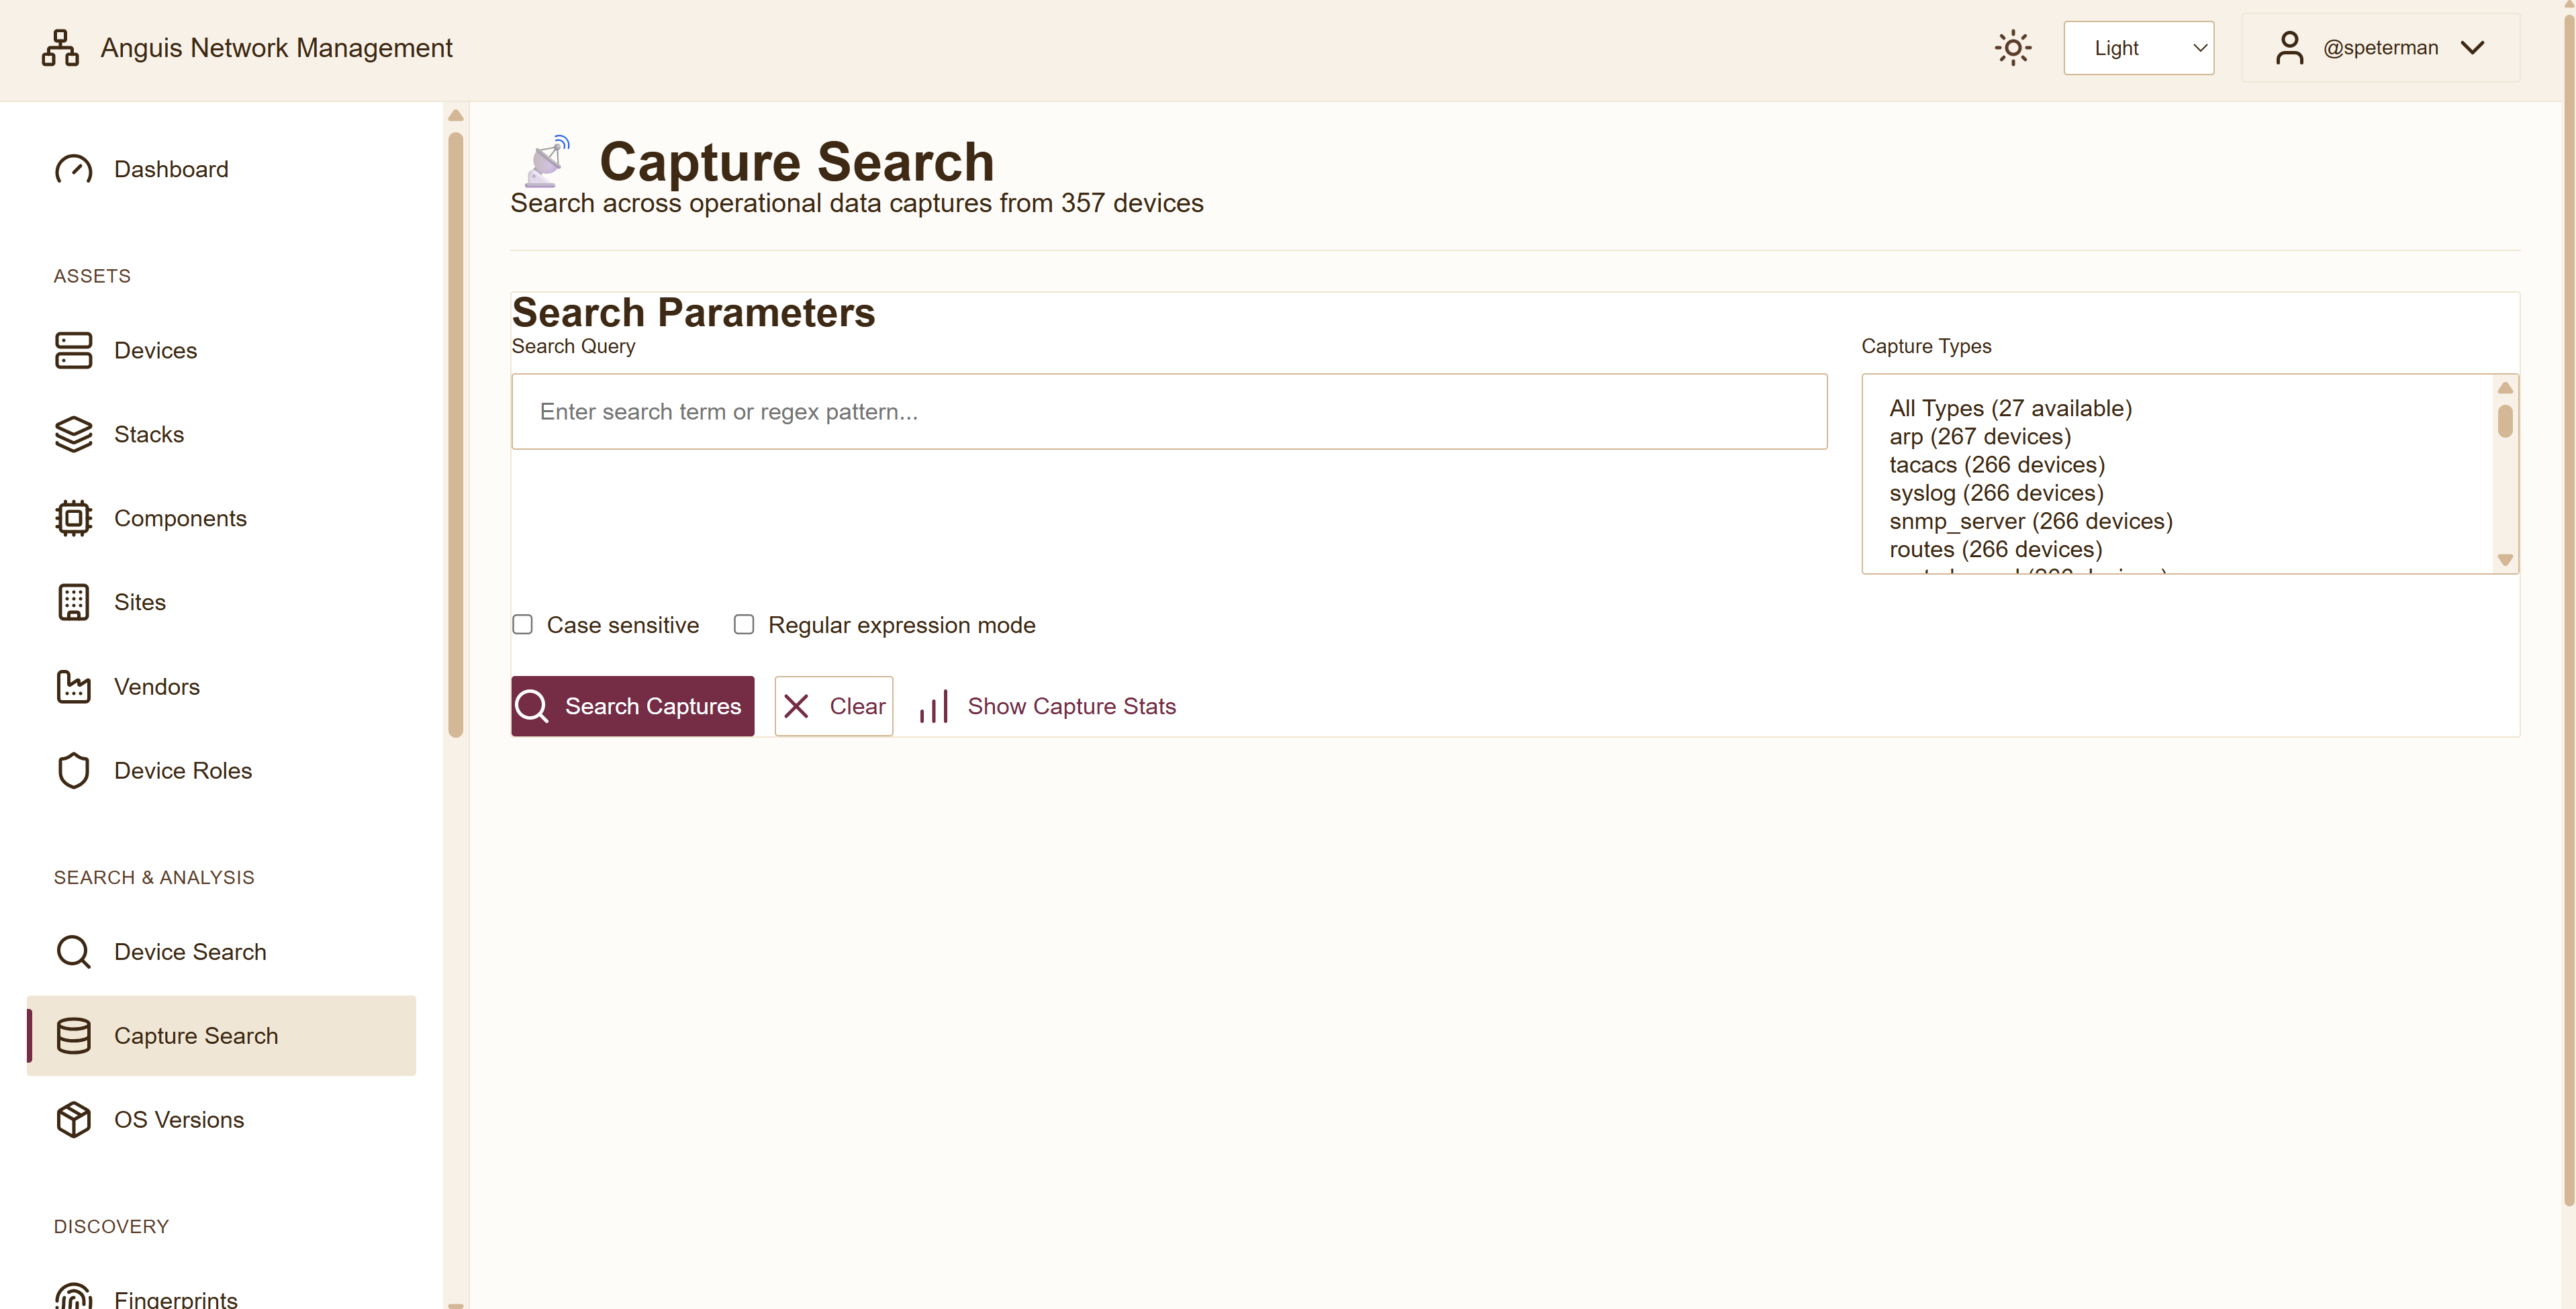 Anguis Network Management
Light
@speterman
Dashboard
ASSETS
Devices
Stacks
Components
Sites
Vendors
Device Roles
SEARCH & ANALYSIS
Device Search
Capture Search
OS Versions
DISCOVERY
Fingerprints
Capture Search
Search across operational data captures from 357 devices
Search Parameters
Search Query
Enter search term or regex pattern...
Capture Types
All Types (27 available)
arp (267 devices)
tacacs (266 devices)
syslog (266 devices)
snmp_server (266 devices)
routes (266 devices)
Case sensitive
Regular expression mode
Search Captures
Clear
Show Capture Stats